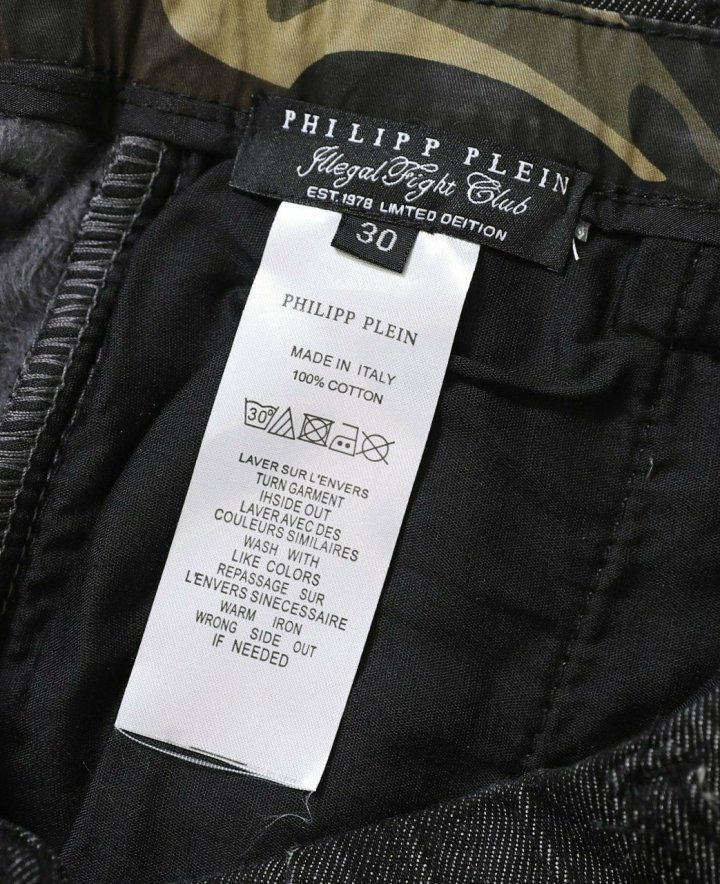 PHILIPP PLEIN
Illegal Fight Club
EST.1978 LIMTED DEITION
30
PHILIPP PLEIN
MADE IN ITALY
100% COTTON
30°
LAVER SUR L'ENVERS
TURN GARMENT
IHSIDE OUT
LAVER AVEC DES
COULEURS SIMILAIRES
WASH WITH
LIKE COLORS
REPASSAGE SUR
L'ENVERS SINECESSAIRE
WARM IRON
WRONG SIDE OUT
IF NEEDED